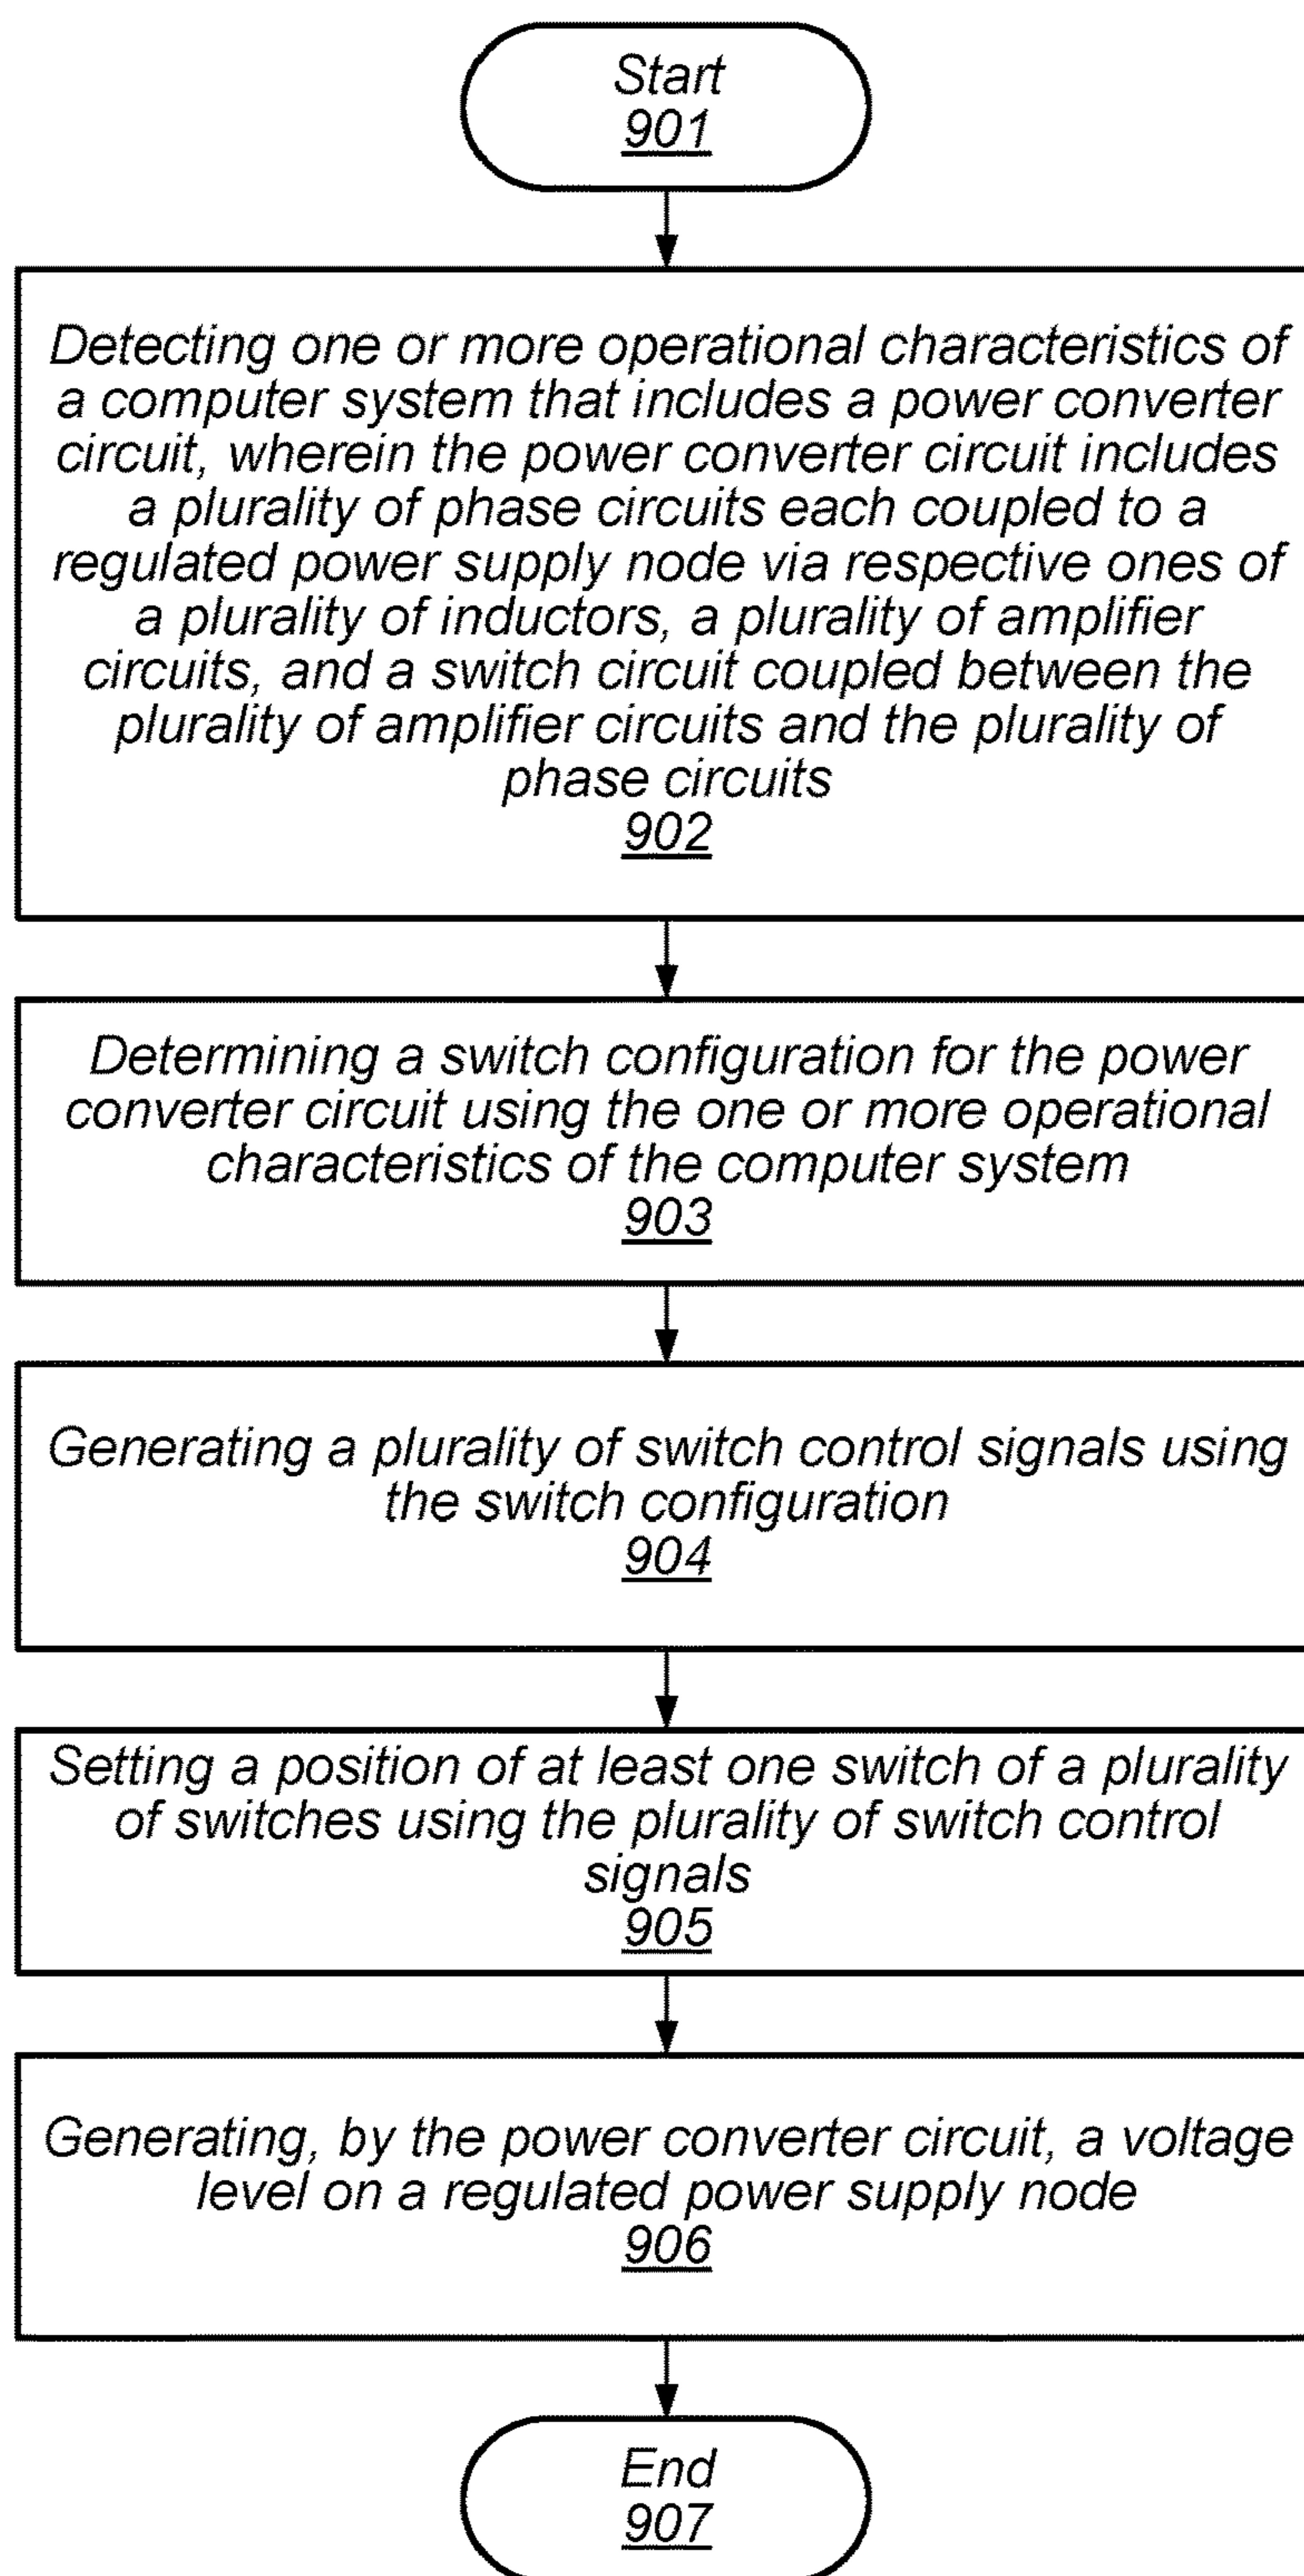 Start
901
Detecting one or more operational characteristics of
a computer system that includes a power converter
circuit, wherein the power converter circuit includes
a plurality of phase circuits each coupled to a
regulated power supply node via respective ones of
a plurality of inductors, a plurality of amplifier
circuits, and a switch circuit coupled between the
plurality of amplifier circuits and the plurality of
phase circuits
902
Determining a switch configuration for the power
converter circuit using the one or more operational
characteristics of the computer system
903
Generating a plurality of switch control signals using
the switch configuration
904
Setting a position of at least one switch of a plurality
of switches using the plurality of switch control
signals
905
Generating, by the power converter circuit, a voltage
level on a regulated power supply node
906
End
907